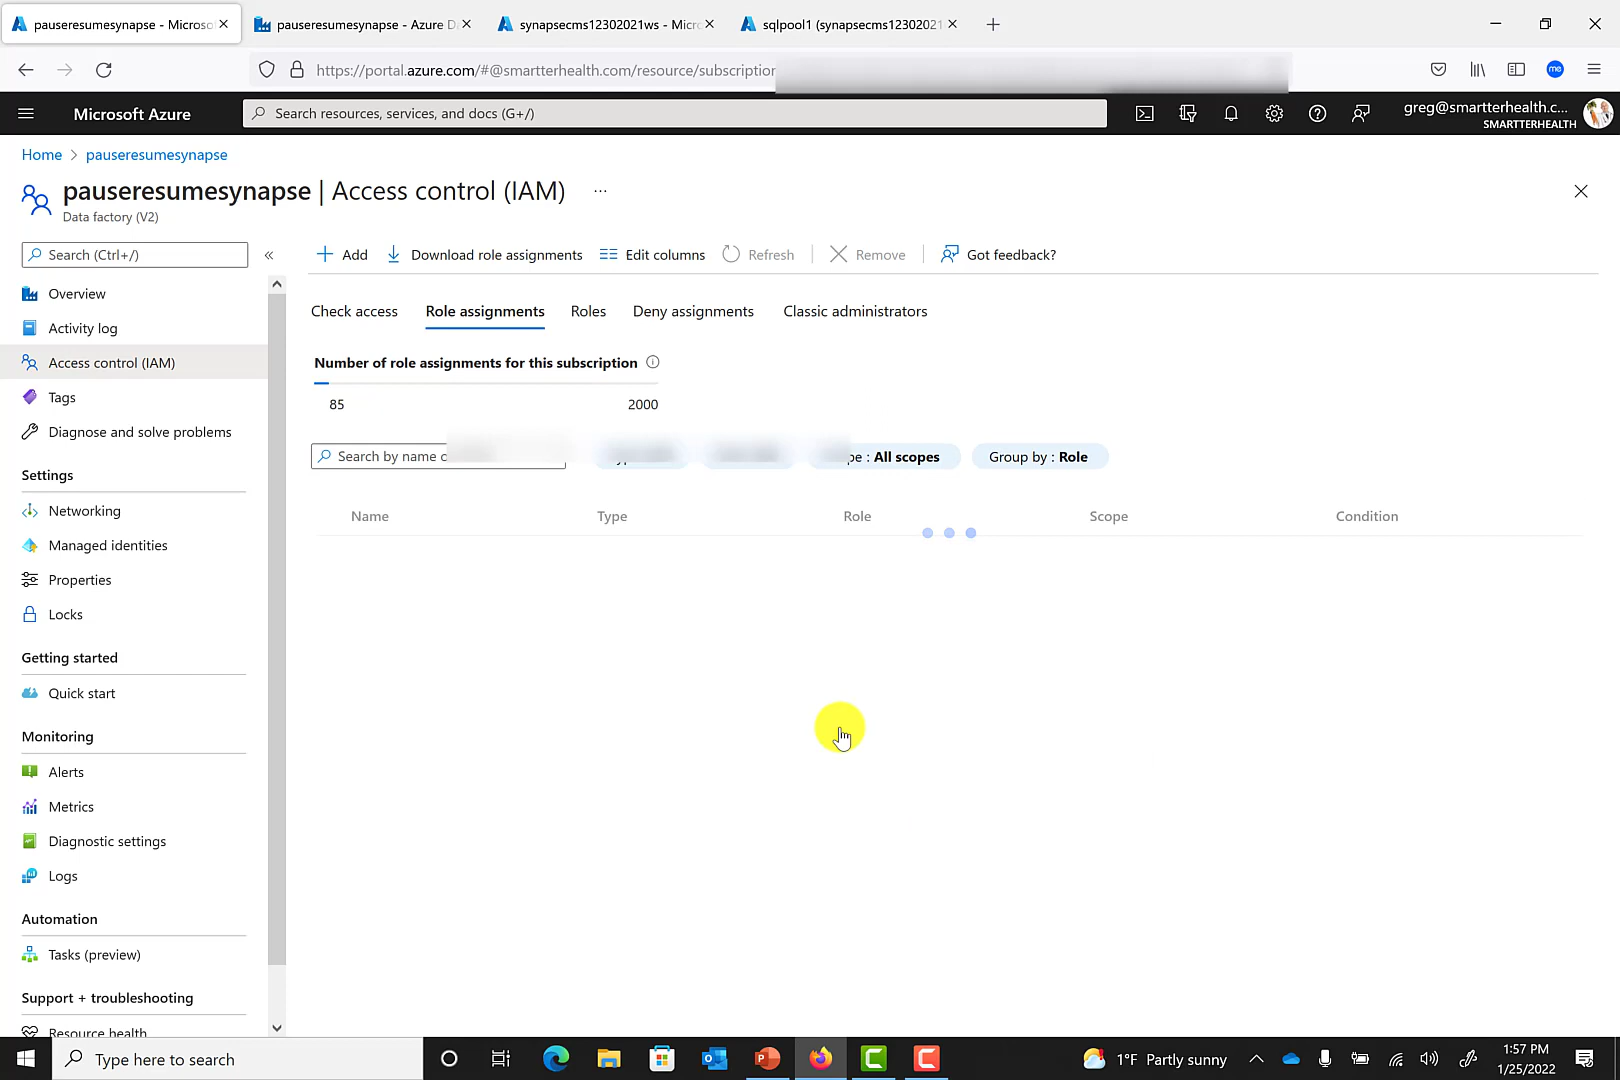 pauseresumesynapse - Microso
pauseresumesynapse - Azure D
synapsecms12302021ws - Micro
sqlpool1 (synapsecms12302021
https://portal.azure.com/#@smartterhealth.com/resource/subscription
me
Microsoft Azure
Search resources, services, and docs (G+/)
greg@smartterhealth.c...
SMARTTERHEALTH
Home > pauseresumesynapse
pauseresumesynapse | Access control (IAM) ...
Data factory (V2)
Search (Ctrl+/)
«
Add
Download role assignments
Edit columns
Refresh
Remove
Got feedback?
Overview
Activity log
Access control (IAM)
Tags
Diagnose and solve problems
Settings
Networking
Managed identities
Properties
Locks
Getting started
Quick start
Monitoring
Alerts
Metrics
Diagnostic settings
Logs
Automation
Tasks (preview)
Support + troubleshooting
Resource health
Check access
Role assignments
Roles
Deny assignments
Classic administrators
Number of role assignments for this subscription
85
2000
Search by name
: All scopes
Group by : Role
Name
Type
Role
Scope
Condition
Type here to search
1°F Partly sunny
1:57 PM
1/25/2022